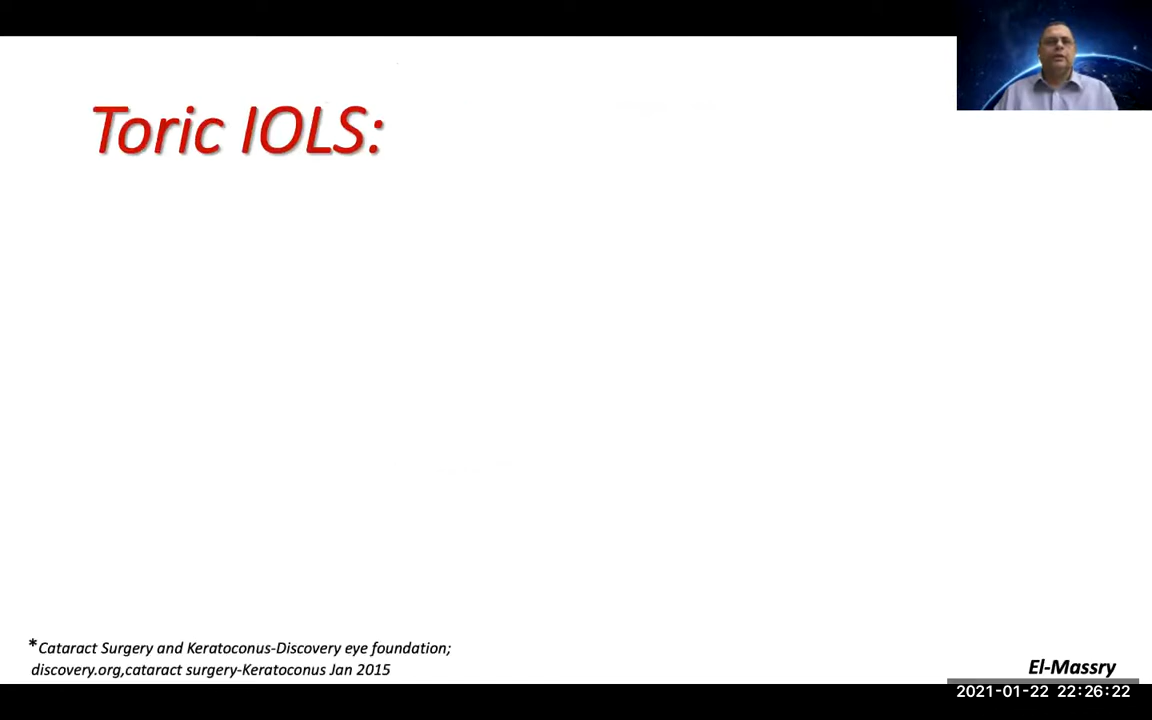 Toric IOLS:
*Cataract Surgery and Keratoconus-Discovery eye foundation;
discovery.org,cataract surgery-Keratoconus Jan 2015
El-Massry
2021-01-22 22:26:22